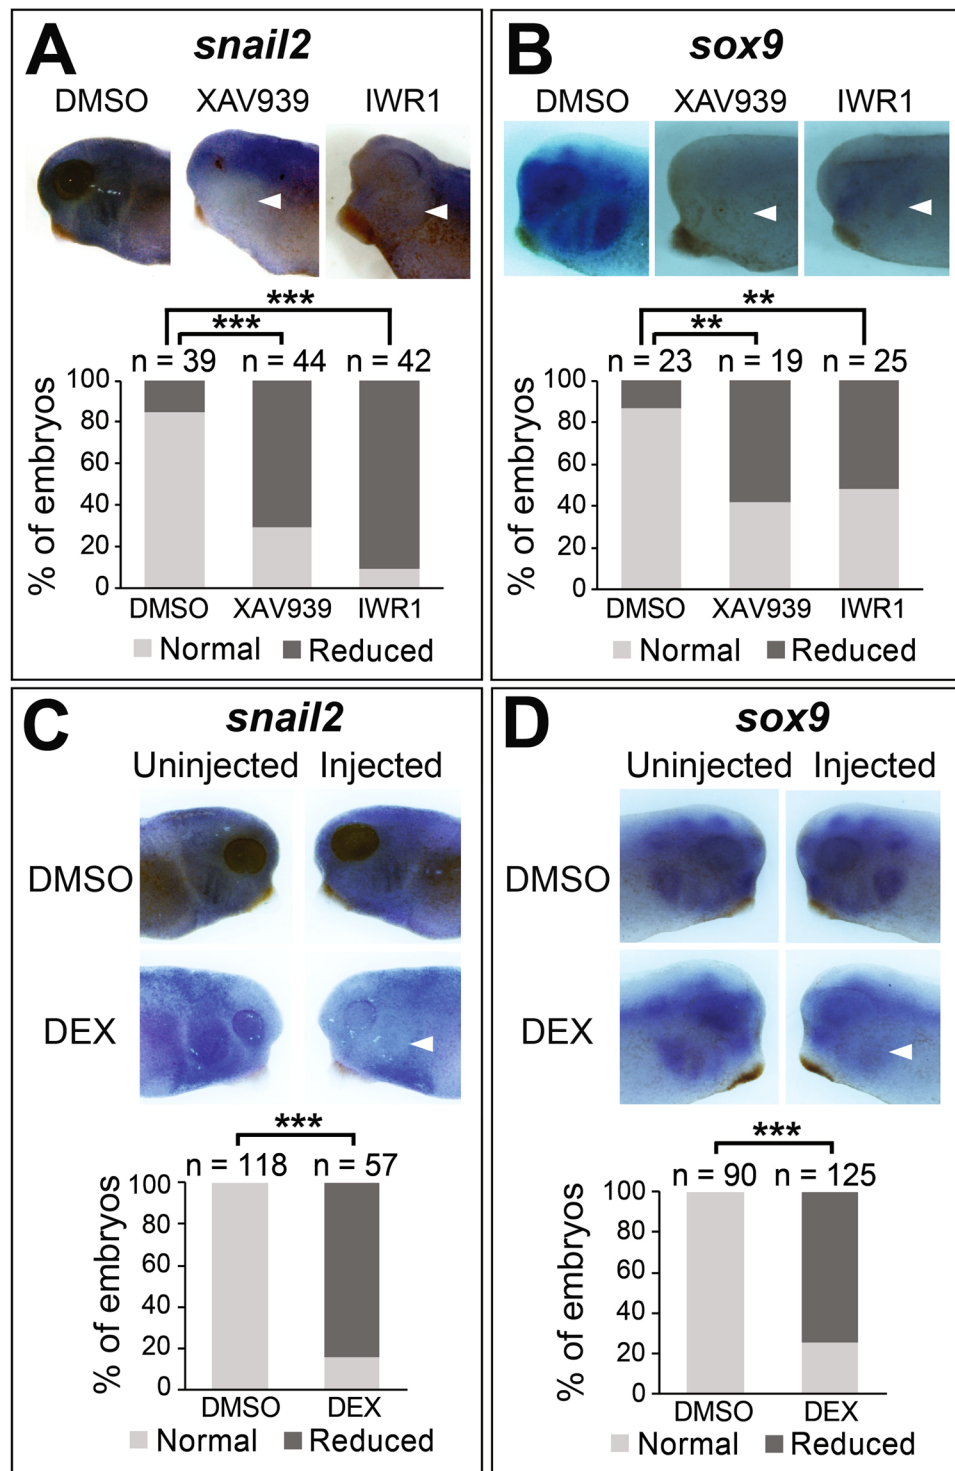 A
snail2
DMSO XAV939 IWR1
***
***
n = 39 n = 44 n = 42
% of embryos
100
80
60
40
20
0
DMSO XAV939 IWR1
Normal Reduced
B
sox9
DMSO XAV939 IWR1
**
**
n = 23 n = 19 n = 25
% of embryos
100
80
60
40
20
0
DMSO XAV939 IWR1
Normal Reduced
C
snail2
Uninjected Injected
DMSO
DEX
***
n = 118 n = 57
% of embryos
100
80
60
40
20
0
DMSO DEX
Normal Reduced
D
sox9
Uninjected Injected
DMSO
DEX
***
n = 90 n = 125
% of embryos
100
80
60
40
20
0
DMSO DEX
Normal Reduced